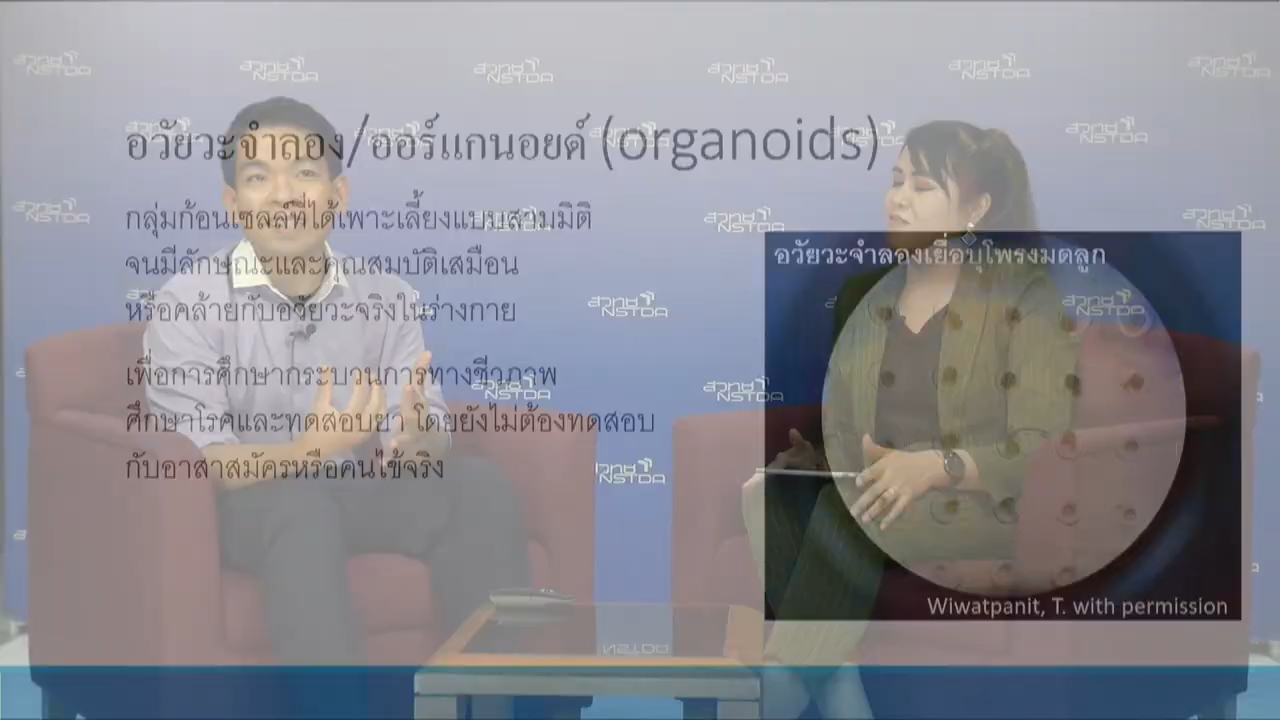 สวทช
NSTDA
อวัยวะจำลอง/ออร์แกนอยด์ (organoids)
กลุ่มก้อนเซลล์ที่ได้เพาะเลี้ยงแบบสามมิติ
จนมีลักษณะและคุณสมบัติเสมือน
หรือคล้ายกับอวัยวะจริงในร่างกาย
เพื่อการศึกษากระบวนการทางชีวภาพ
ศึกษาโรคและทดสอบยา โดยยังไม่ต้องทดสอบ
กับอาสาสมัครหรือคนไข้จริง
อวัยวะจำลองเยื่อบุโพรงมดลูก
Wiwatpanit, T. with permission